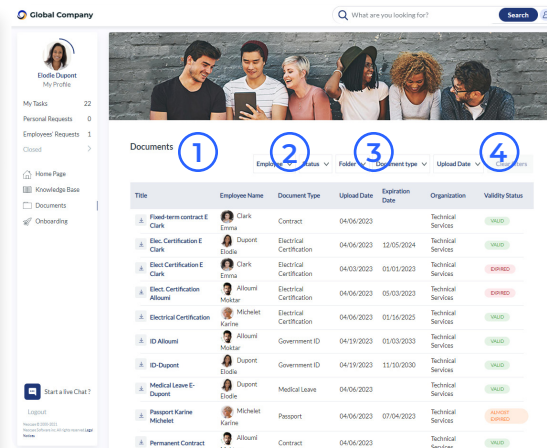 Global Company
What are you looking for?
Search
Elodie Dupont
My Profile
My Tasks 22
Personal Requests 0
Employees' Requests 1
Closed
Home Page
Knowledge Base
Documents
Onboarding
Start a live Chat ?
Logout
Documents
1 2 3 4
Employee Status Folder Document type Upload Date Clear filters
Title Employee Name Document Type Upload Date Expiration Date Organization Validity Status
Fixed-term contract E Clark Clark Emma Contract 04/06/2023 Technical Services VALID
Elec. Certification E Clark Dupont Elodie Electrical Certification 04/06/2023 12/05/2024 Technical Services VALID
Elect Certification E Clark Clark Emma Electrical Certification 04/03/2023 01/01/2023 Technical Services EXPIRED
Elect. Certification Alloumi Alloumi Moktar Electrical Certification 04/06/2023 05/03/2023 Technical Services EXPIRED
Electrical Certification Michelet Karine Electrical Certification 04/06/2023 01/16/2025 Technical Services VALID
ID Alloumi Alloumi Moktar Government ID 04/19/2023 01/03/2033 Technical Services VALID
ID-Dupont Dupont Elodie Government ID 04/19/2023 11/10/2030 Technical Services VALID
Medical Leave E-Dupont Dupont Elodie Medical Leave 04/06/2023 Technical Services VALID
Passport Karine Michelet Michelet Karine Passport 04/06/2023 07/04/2023 Technical Services ALMOST EXPIRED
Permanent Contract Alloumi Moktar Contract 04/06/2023 Technical Services VALID